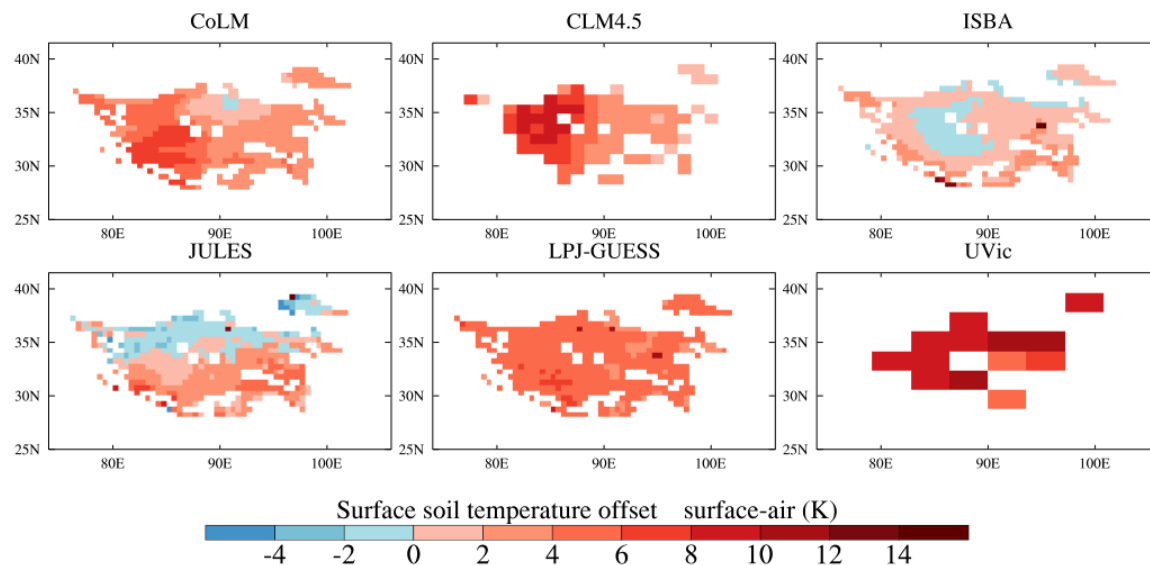 CoLM CLM4.5 ISBA
40N 40N 40N
35N 35N 35N
30N 30N 30N
25N 25N 25N
80E 90E 100E 80E 90E 100E 80E 90E 100E
JULES LPJ-GUESS UVic
40N 40N 40N
35N 35N 35N
30N 30N 30N
25N 25N 25N
80E 90E 100E 80E 90E 100E 80E 90E 100E
Surface soil temperature offset surface-air (K)
-4 -2 0 2 4 6 8 10 12 14